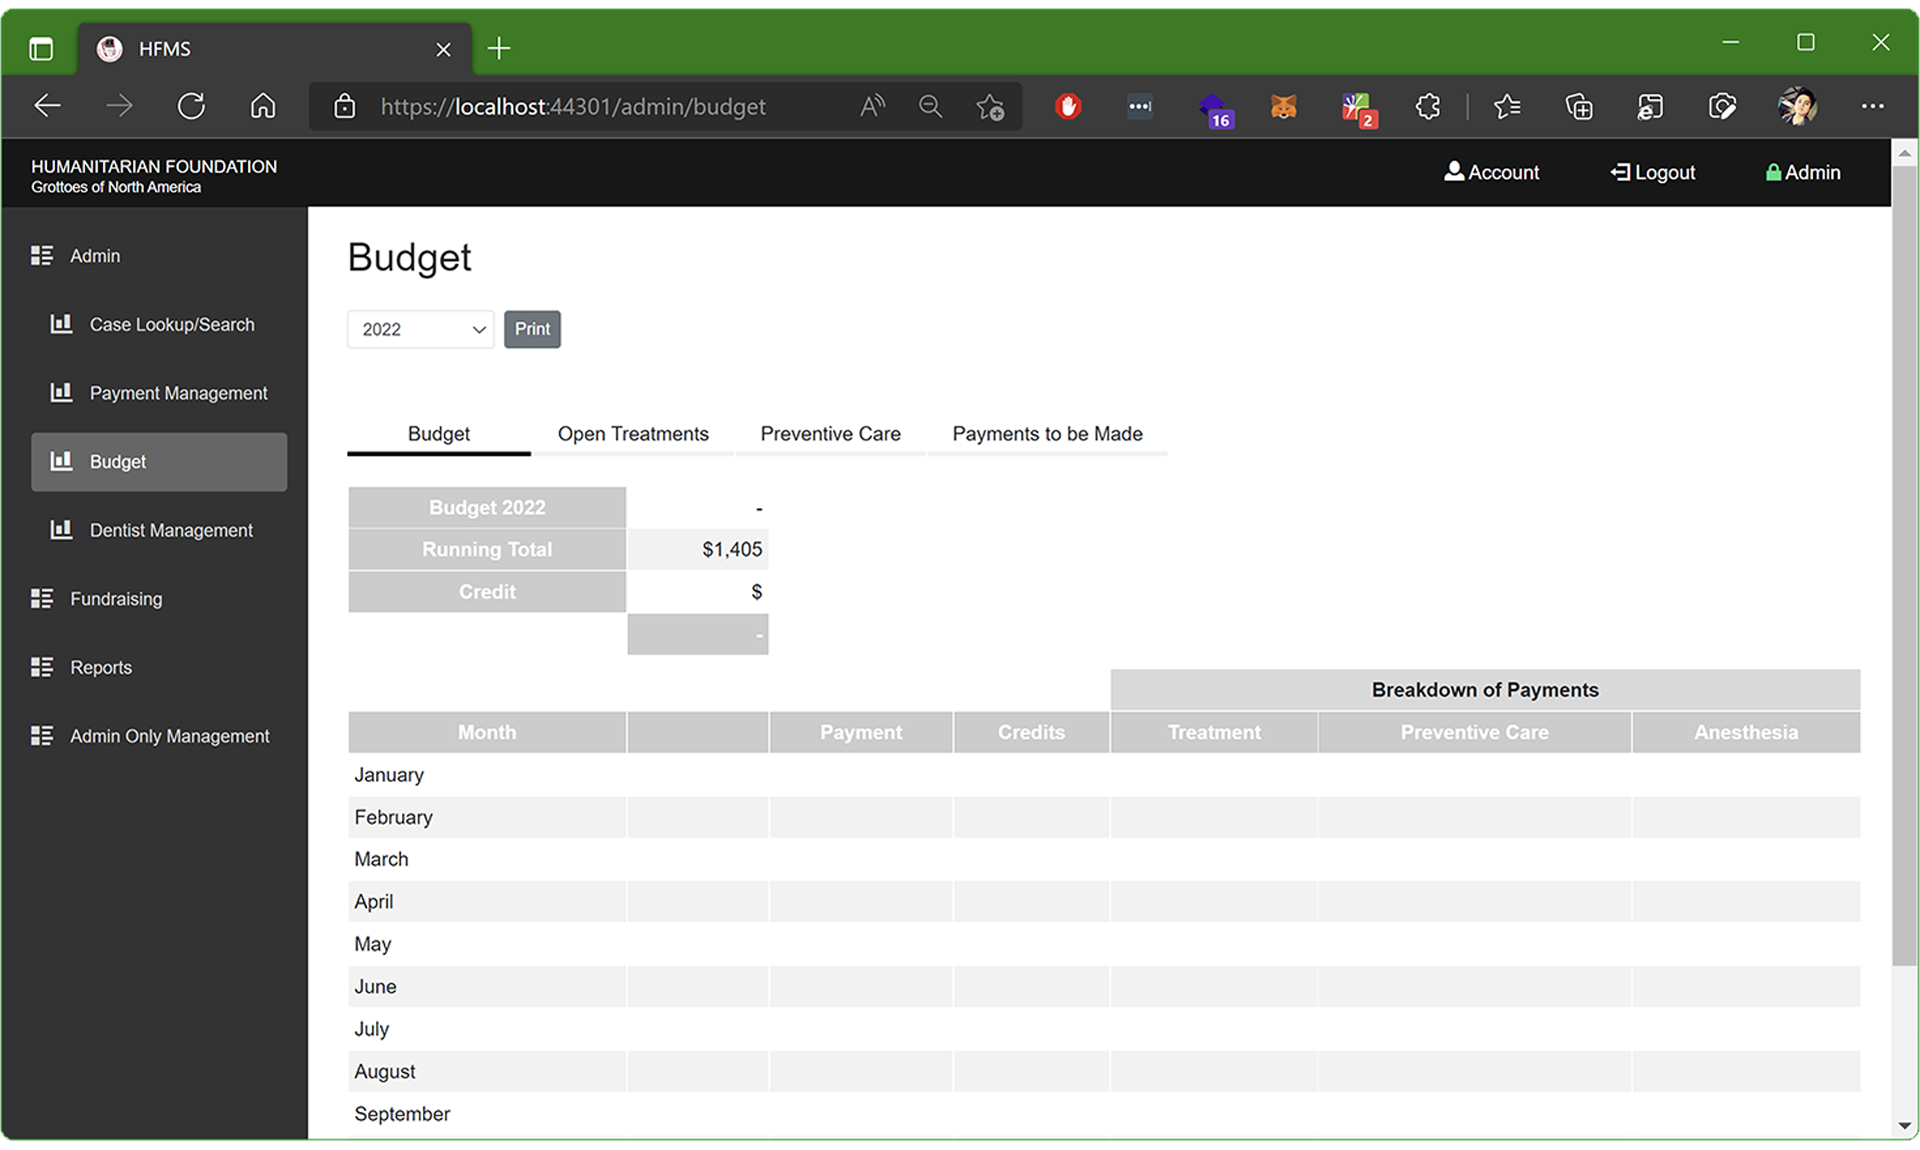 HFMS
https://localhost:44301/admin/budget
16
2
HUMANITARIAN FOUNDATION
Grottoes of North America
Account
Logout
Admin
Admin
Case Lookup/Search
Payment Management
Budget
Dentist Management
Fundraising
Reports
Admin Only Management
Budget
2022
Print
Budget
Open Treatments
Preventive Care
Payments to be Made
Budget 2022 -
Running Total $1,405
Credit $
-
Breakdown of Payments
Month Payment Credits Treatment Preventive Care Anesthesia
January
February
March
April
May
June
July
August
September